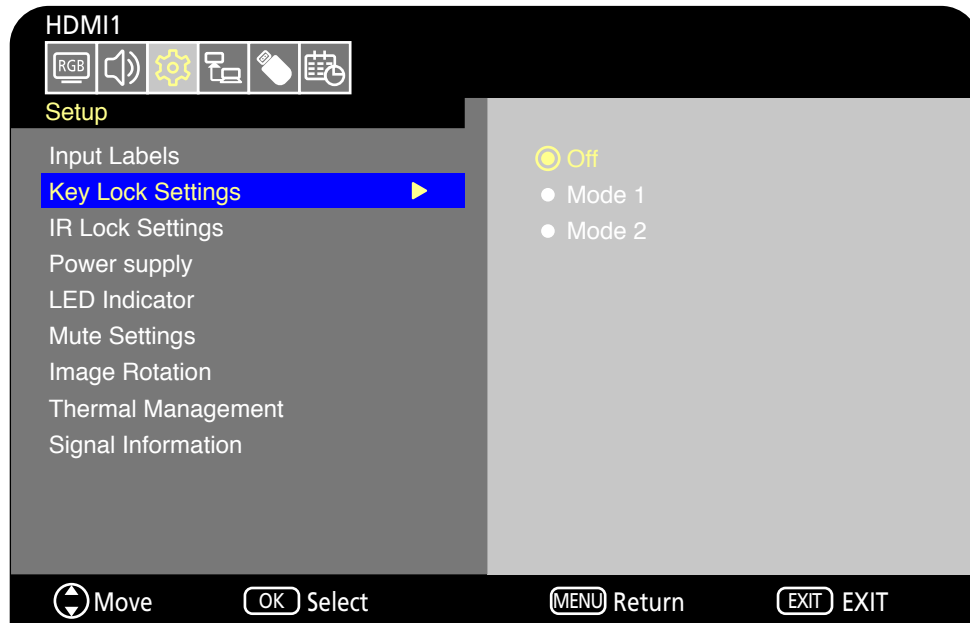 HDMI1
RGB
Setup
Input Labels
Key Lock Settings
IR Lock Settings
Power supply
LED Indicator
Mute Settings
Image Rotation
Thermal Management
Signal Information
Off
Mode 1
Mode 2
Move OK Select MENU Return EXIT EXIT